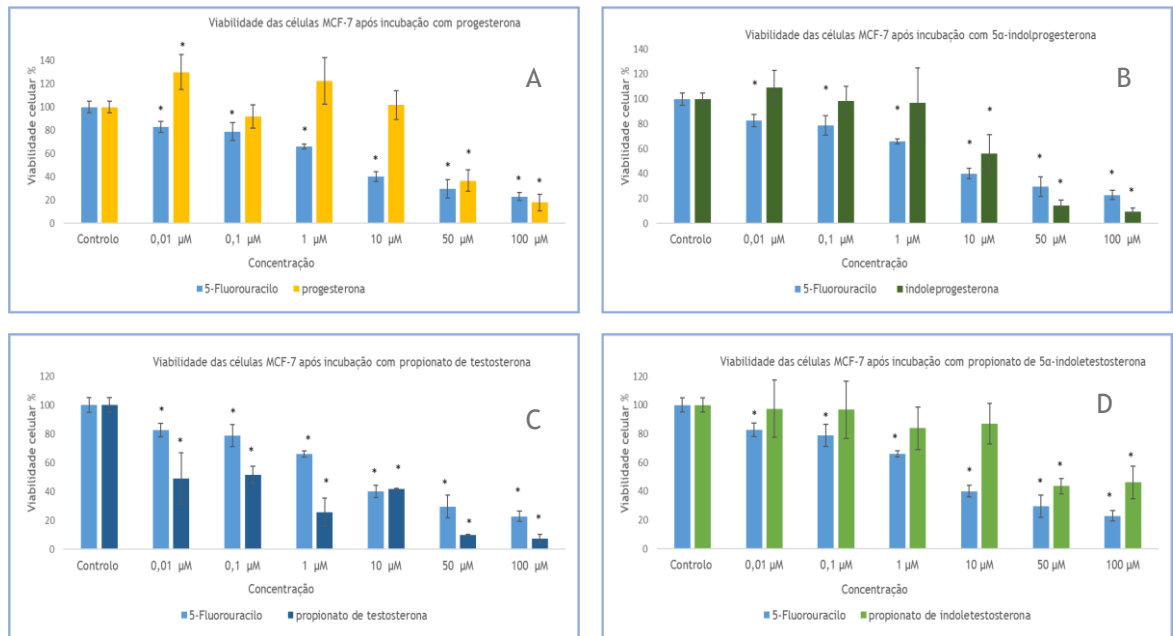 Viabilidade das células MCF-7 após incubação com progesterona
A
Viabilidade celular %
140
120
100
80
60
40
20
0
* * * * * * * * *
Controlo 0,01 µM 0,1 µM 1 µM 10 µM 50 µM 100 µM
Concentração
5-Fluorouracilo progesterona
Viabilidade das células MCF-7 após incubação com 5α-indolprogesterona
B
Viabilidade celular %
140
120
100
80
60
40
20
0
* * * * * * * * *
Controlo 0,01 µM 0,1 µM 1 µM 10 µM 50 µM 100 µM
Concentração
5-Fluorouracilo indoleprogesterona
Viabilidade das células MCF-7 após incubação com propionato de testosterona
C
Viabilidade celular %
120
100
80
60
40
20
0
* * * * * * * * * * * *
Controlo 0,01 µM 0,1 µM 1 µM 10 µM 50 µM 100 µM
Concentração
5-Fluorouracilo propionato de testosterona
Viabilidade das células MCF-7 após incubação com propionato de 5α-indoletestosterona
D
Viabilidade celular %
120
100
80
60
40
20
0
* * * * * * * *
Controlo 0,01 µM 0,1 µM 1 µM 10 µM 50 µM 100 µM
Concentração
5-Fluorouracilo propionato de indoletestosterona